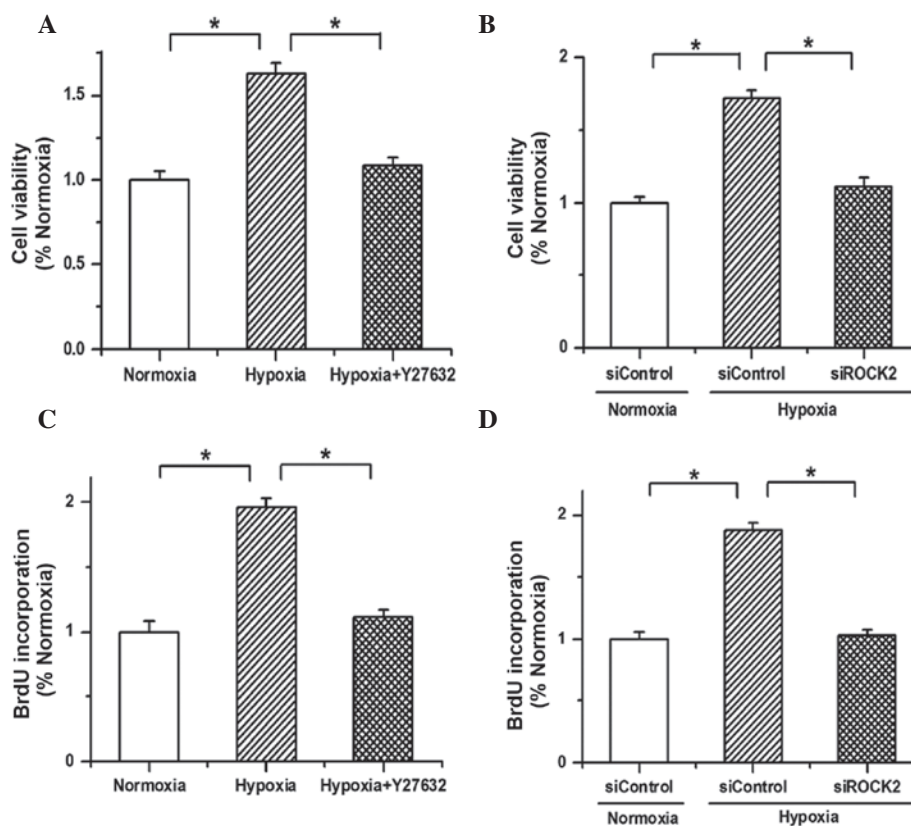 A
* *
1.5
1.0
0.5
0.0
Cell viability
(% Normoxia)
Normoxia Hypoxia Hypoxia+Y27632
B
* *
2
1
0
Cell viability
(% Normoxia)
siControl siControl siROCK2
Normoxia Hypoxia
C
* *
2
1
0
BrdU incorporation
(% Normoxia)
Normoxia Hypoxia Hypoxia+Y27632
D
* *
2
1
0
BrdU incorporation
(% Normoxia)
siControl siControl siROCK2
Normoxia Hypoxia